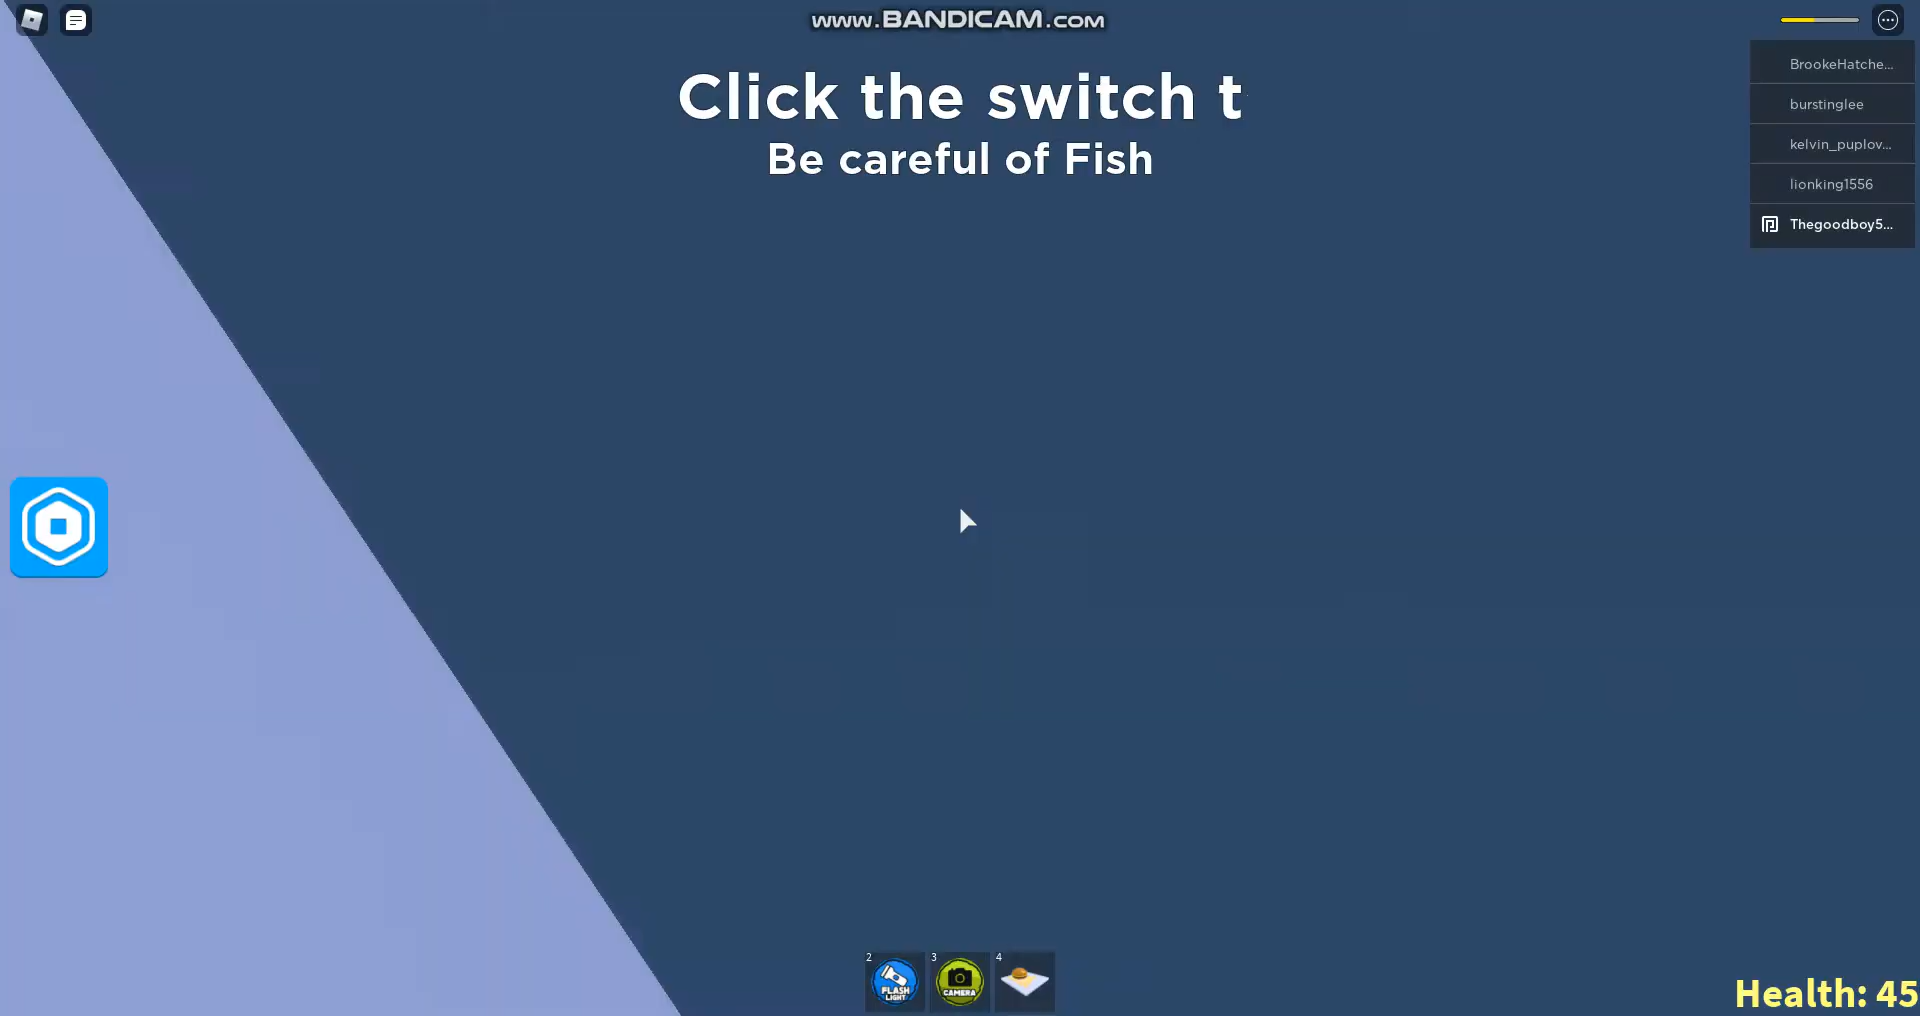 www.BANDICAM.com
Click the switch t
Be careful of Fish
BrookeHatche...
burstinglee
kelvin_puplov...
lionking1556
Thegoodboy5...
2
3
4
FLASH
LIGHT
CAMERA
Health: 45